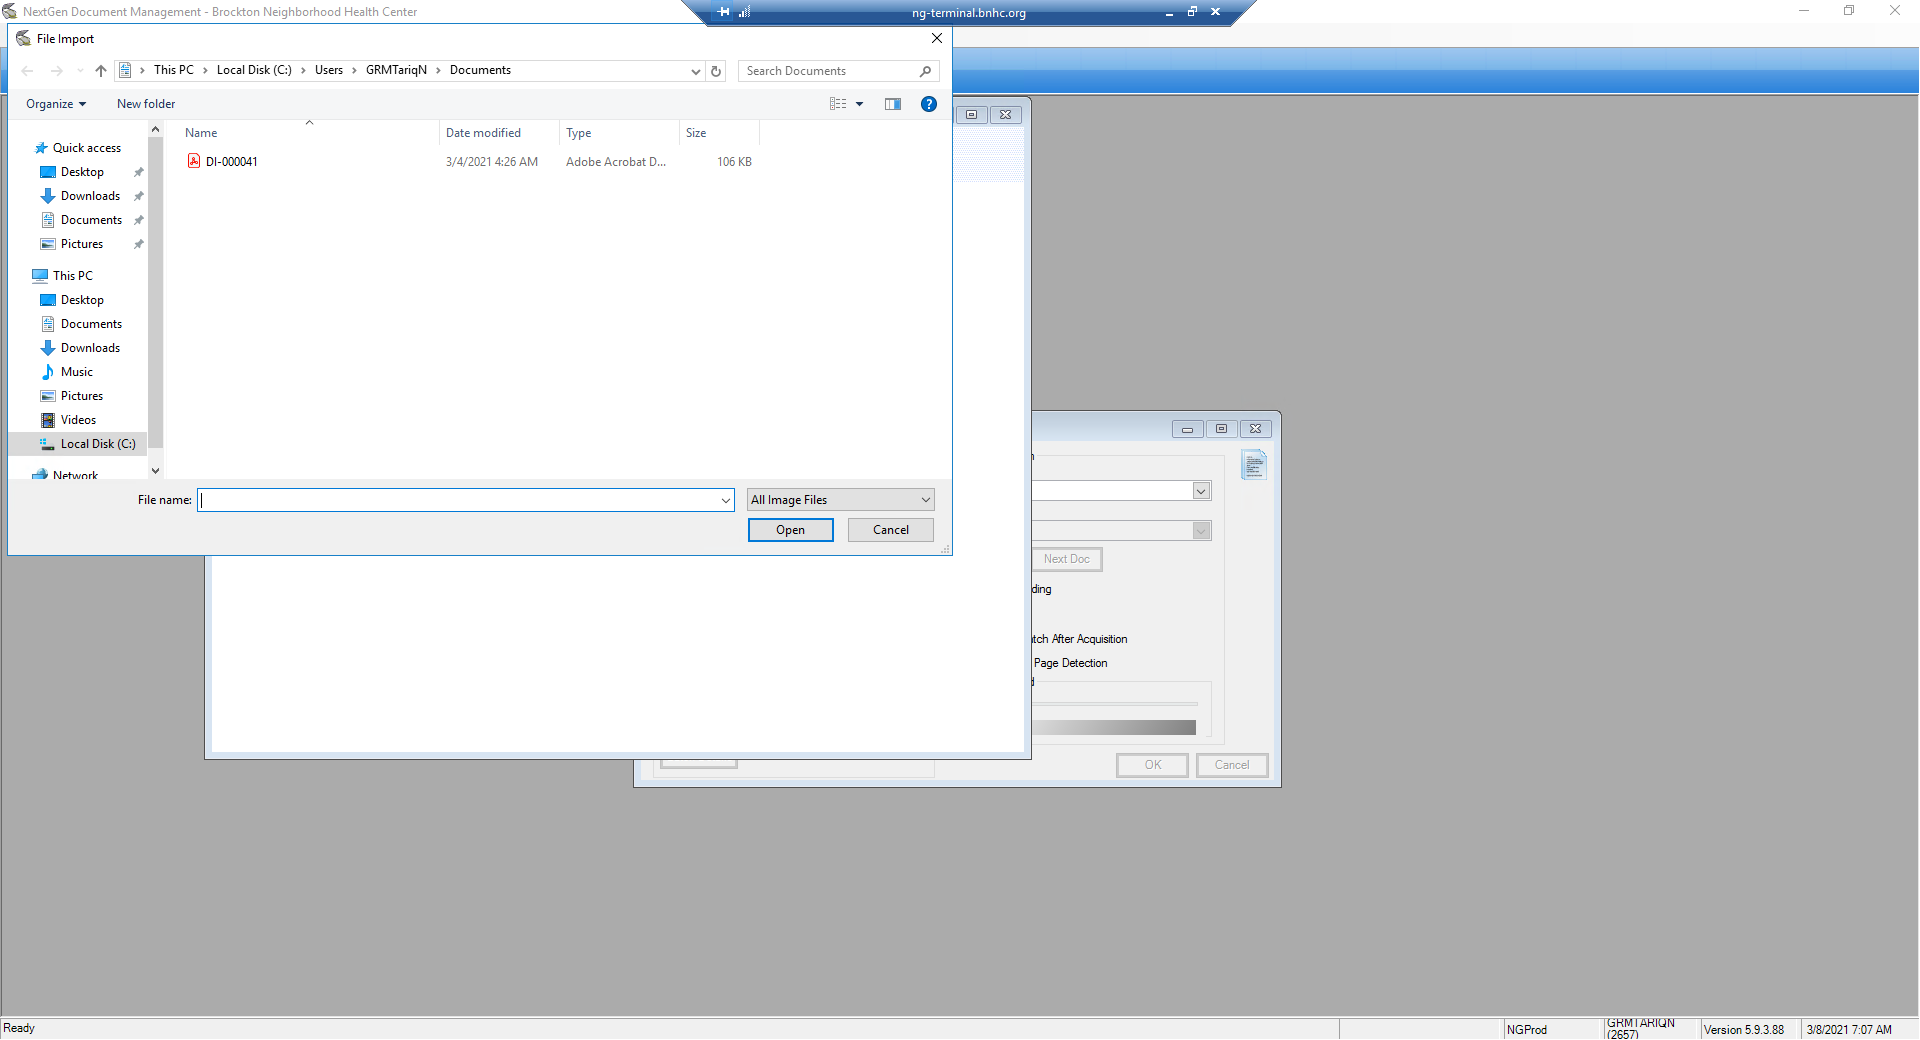 NextGen Document Management - Brockton Neighborhood Health Center
ng-terminal.bnhc.org
File Import
This PC > Local Disk (C:) > Users > GRMTariqN > Documents
Search Documents
Organize
New folder
Name
Date modified
Type
Size
DI-000041
3/4/2021 4:26 AM
Adobe Acrobat D...
106 KB
Quick access
Desktop
Downloads
Documents
Pictures
This PC
Desktop
Documents
Downloads
Music
Pictures
Videos
Local Disk (C:)
Network
File name:
All Image Files
Open
Cancel
Next Doc
ding
tch After Acquisition
Page Detection
OK
Cancel
Ready
NGProd
GRMTARIQN
(2657)
Version 5.9.3.88
3/8/2021 7:07 AM